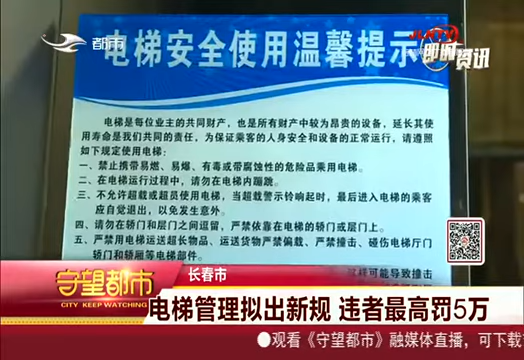 都市
JLNTV
即时资讯
电梯安全使用温馨提示
电梯是每位业主的共同财产，也是所有财产中较为昂贵的设备，延长其使
用寿命是我们共同的责任，为保证乘客的人身安全和设备的正常运行，请遵照
如下规定使用电梯：
一、禁止携带易燃、易爆、有毒或带腐蚀性的危险品乘用电梯。
二、在电梯运行过程中，请勿在电梯内蹦跳。
三、不允许超载或超员使用电梯，当超载警示铃响起时，最后进入电梯的乘客
应自觉退出，以免发生意外。
四、请勿在轿门和层门之间逗留，严禁依靠在电梯的轿门或层门上。
五、严禁用电梯运送超长物品、运送货物严禁偏载、严禁撞击、碰伤电梯厅门
轿门和轿厢等电梯部件。
可能导致撞击
长春市
守望都市
CITY KEEP WATCHING
电梯管理拟出新规 违者最高罚5万
●观看《守望都市》融媒体直播，可下载